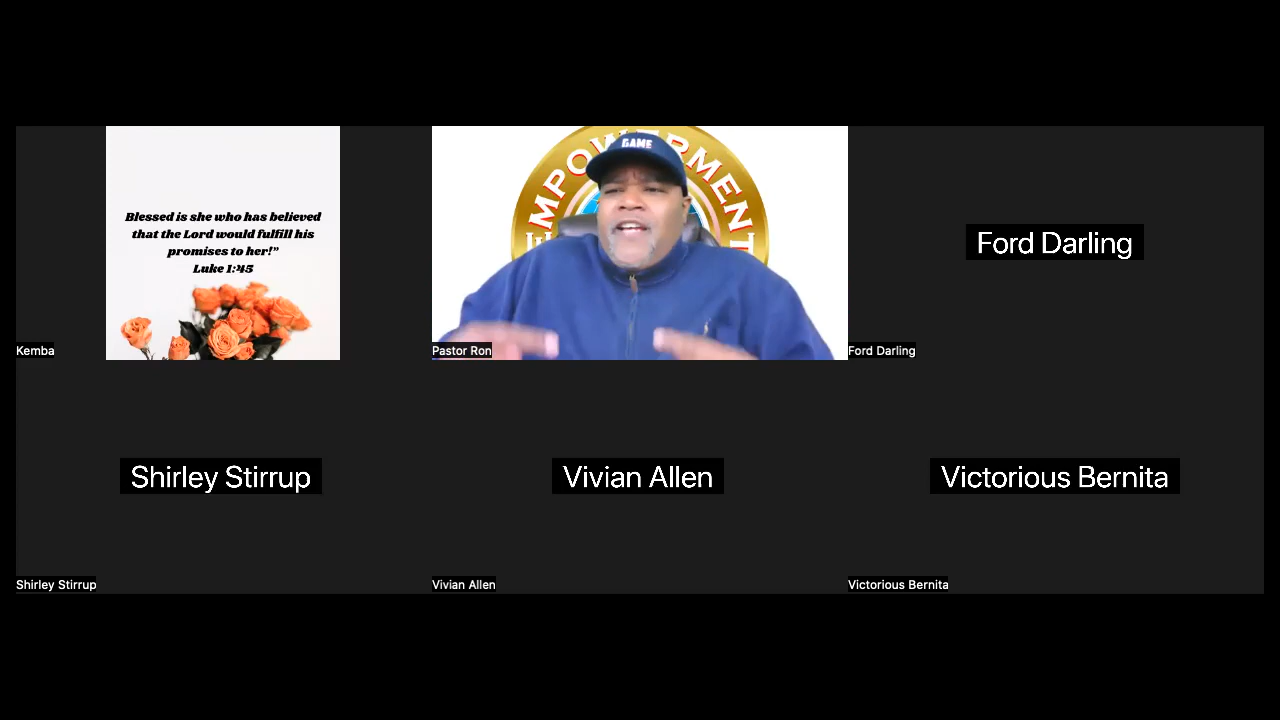 Blessed is she who has believed
that the Lord would fulfill his
promises to her!”
Luke 1:45
Kemba
EMPOWERMENT
GAME
Pastor Ron
Ford Darling
Ford Darling
Shirley Stirrup
Shirley Stirrup
Vivian Allen
Vivian Allen
Victorious Bernita
Victorious Bernita